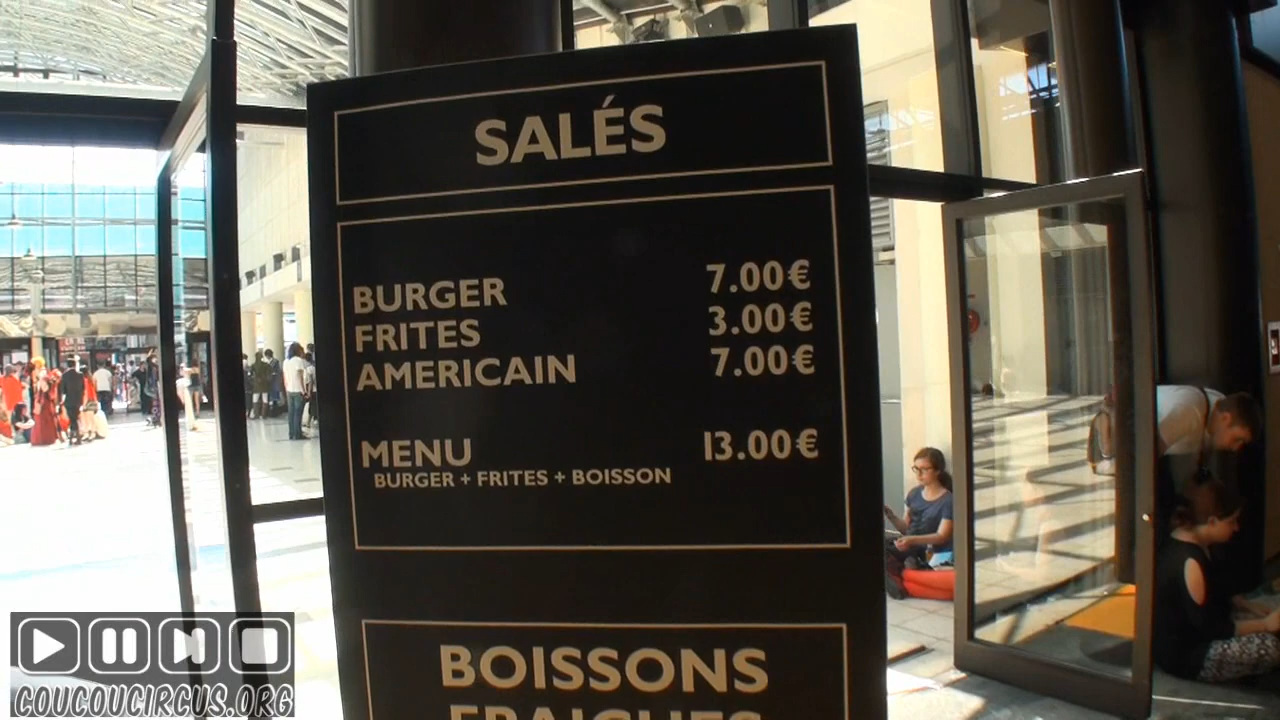 SALÉS
BURGER 7.00€
FRITES 3.00€
AMERICAIN 7.00€
MENU 13.00€
BURGER + FRITES + BOISSON
BOISSONS
FRAICHES
COUCOUCIRCUS.ORG